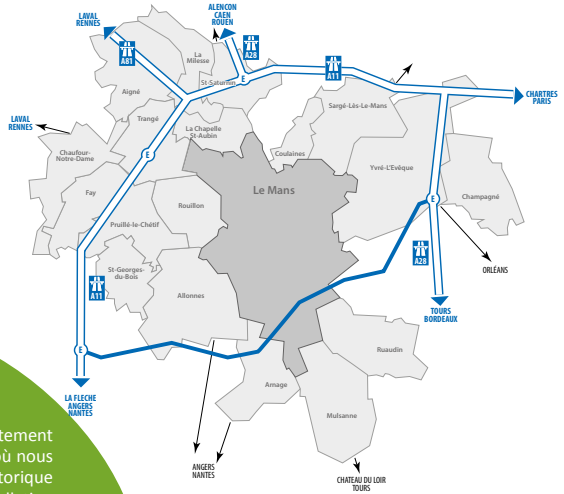 LAVAL
RENNES
ALENCON
CAEN
ROUEN
A81
A28
A11
La
Milesse
E
St-Saturnin
Aigné
Sargé-Lès-Le-Mans
CHARTRES
PARIS
Trangé
LAVAL
RENNES
La Chapelle
St-Aubin
Chaufour-
Notre-Dame
E
Coulaines
Yvré-L'Evêque
Le Mans
Fay
Rouillon
E
Champagné
Pruillé-le-Chétif
A28
ORLÉANS
St-Georges-
du-Bois
A11
Allonnes
TOURS
BORDEAUX
E
Ruaudin
Arnage
LA FLECHE
ANGERS
NANTES
Mulsanne
tement
où nous
torique
ANGERS
NANTES
CHATEAU DU LOIR
TOURS